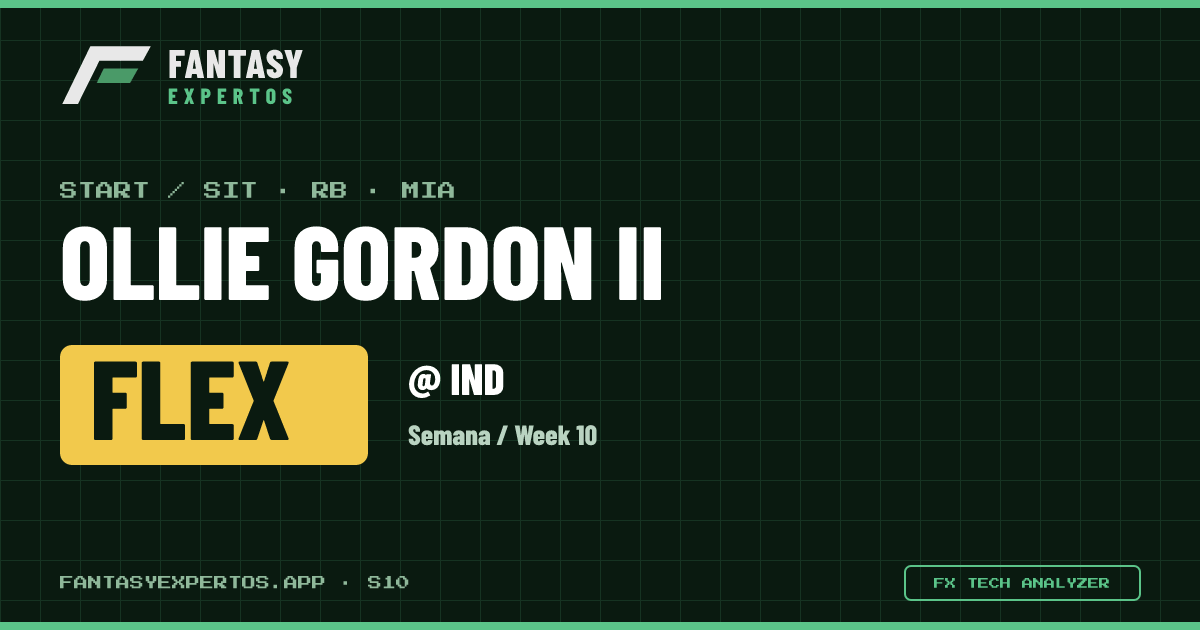 FANTASY
EXPERTOS
START / SIT · RB · MIA
OLLIE GORDON II
FLEX
@ IND
Semana / Week 10
FANTASYEXPERTOS.APP · S10
FX TECH ANALYZER